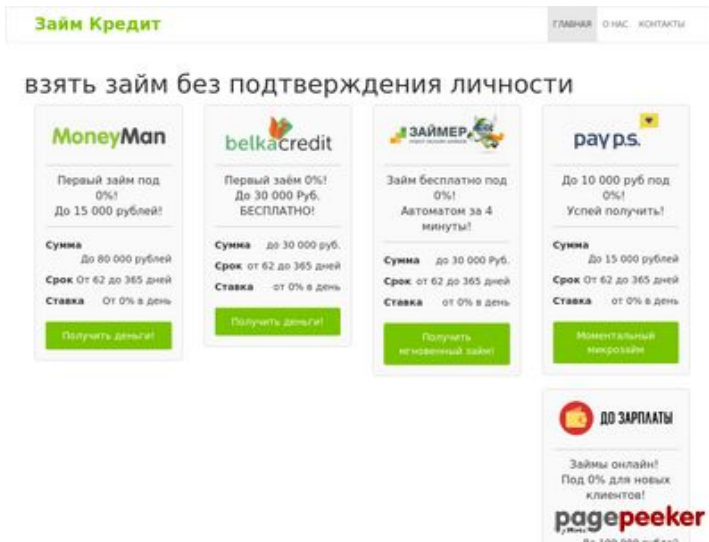 Займ Кредит
ГЛАВНАЯ О НАС КОНТАКТЫ
взять займ без подтверждения личности
MoneyMan
Первый займ под
0%!
До 15 000 рублей!
Сумма
До 80 000 рублей
Срок От 62 до 365 дней
Ставка От 0% в день
Получить деньги!
belkacredit
Первый заём 0%!
До 30 000 Руб.
БЕСПЛАТНО!
Сумма до 30 000 руб.
Срок от 62 до 365 дней
Ставка от 0% в день
Получить деньги!
ЗАЙМЕР
Займ бесплатно под
0%!
Автоматом за 4
минуты!
Сумма до 30 000 Руб.
Срок от 62 до 365 дней
Ставка от 0% в день
Получить
мгновенный займ!
pay p.s.
До 10 000 руб под
0%!
Успей получить!
Сумма
До 15 000 рублей
Срок От 62 до 365 дней
Ставка От 0% в день
Моментальный
микрозайм
ДО ЗАРПЛАТЫ
Займы онлайн!
Под 0% для новых
клиентов!
pagepeeker
До 100 000 рублей